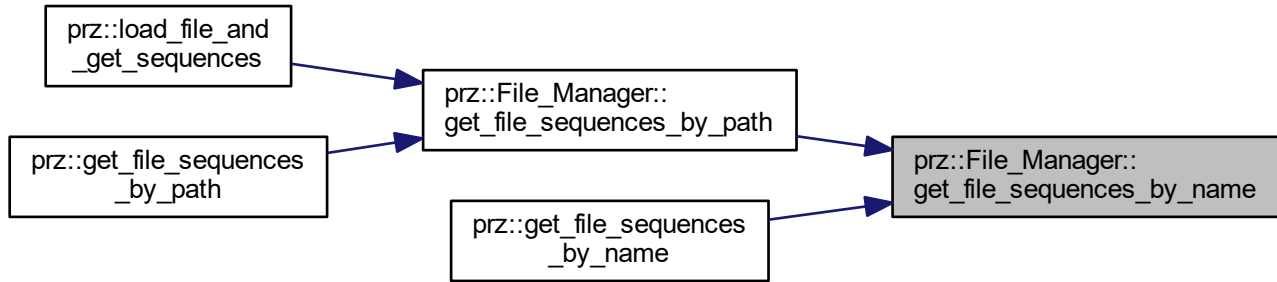 prz::load_file_and
_get_sequences
prz::get_file_sequences
_by_path
prz::File_Manager::
get_file_sequences_by_path
prz::get_file_sequences
_by_name
prz::File_Manager::
get_file_sequences_by_name